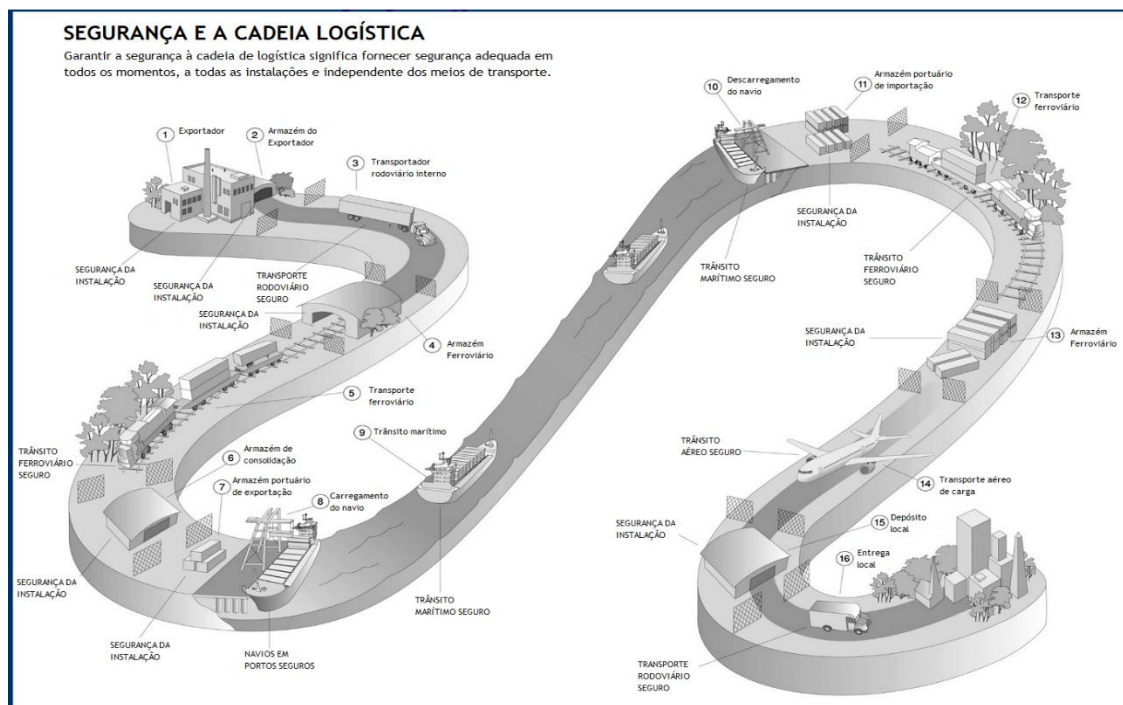 SEGURANÇA E A CADEIA LOGÍSTICA
Garantir a segurança à cadeia de logística significa fornecer segurança adequada em
todos os momentos, a todas as instalações e independente dos meios de transporte.
1 Exportador
2 Armazém do
Exportador
3 Transportador
rodoviário interno
SEGURANÇA DA
INSTALAÇÃO
SEGURANÇA DA
INSTALAÇÃO
TRANSPORTE
RODOVIÁRIO
SEGURO
SEGURANÇA DA
INSTALAÇÃO
4 Armazém
Ferroviário
5 Transporte
ferroviário
TRÂNSITO
FERROVIÁRIO
SEGURO
6 Armazém de
consolidação
7 Armazém portuário
de exportação
8 Carregamento
do navio
SEGURANÇA DA
INSTALAÇÃO
SEGURANÇA DA
INSTALAÇÃO
NAVIOS EM
PORTOS SEGUROS
9 Trânsito marítimo
TRÂNSITO
MARÍTIMO SEGURO
10 Descarregamento
do navio
11 Armazém portuário
de importação
12 Transporte
ferroviário
SEGURANÇA DA
INSTALAÇÃO
TRÂNSITO
MARÍTIMO SEGURO
TRÂNSITO
FERROVIÁRIO
SEGURO
SEGURANÇA DA
INSTALAÇÃO
13 Armazém
Ferroviário
TRÂNSITO
AÉREO SEGURO
14 Transporte aéreo
de carga
SEGURANÇA DA
INSTALAÇÃO
15 Depósito
local
16 Entrega
local
TRANSPORTE
RODOVIÁRIO
SEGURO